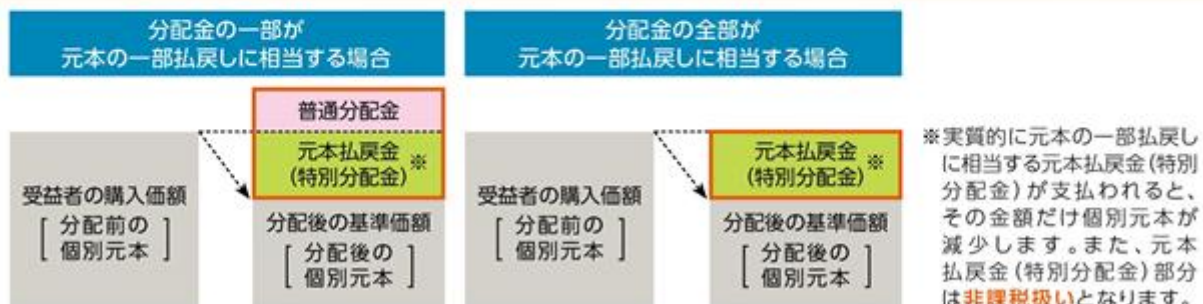 分配金の一部が
元本の一部払戻しに相当する場合
分配金の全部が
元本の一部払戻しに相当する場合
普通分配金
元本払戻金
(特別分配金)
※
受益者の購入価額
[分配前の
個別元本]
分配後の基準価額
[分配後の
個別元本]
元本払戻金
(特別分配金)
※
受益者の購入価額
[分配前の
個別元本]
分配後の基準価額
[分配後の
個別元本]
※実質的に元本の一部払戻し
に相当する元本払戻金(特別
分配金)が支払われると、
その金額だけ個別元本が
減少します。また、元本
払戻金(特別分配金)部分
は非課税扱いとなります。